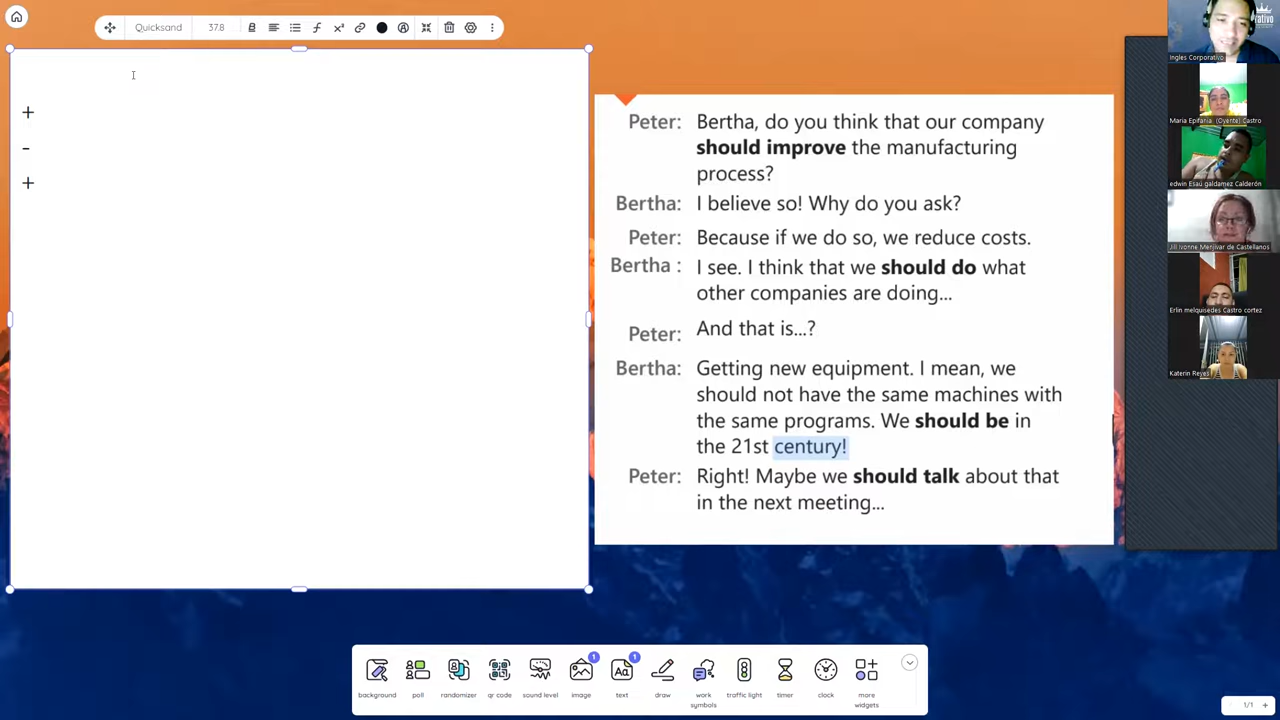 Quicksand 37.8
+
-
+
Peter: Bertha, do you think that our company
should improve the manufacturing
process?
Bertha: I believe so! Why do you ask?
Peter: Because if we do so, we reduce costs.
Bertha : I see. I think that we should do what
other companies are doing...
Peter: And that is...?
Bertha: Getting new equipment. I mean, we
should not have the same machines with
the same programs. We should be in
the 21st century!
Peter: Right! Maybe we should talk about that
in the next meeting...
rativo
Ingles Corporativo
Maria Epifania. (Oyente) Castro
edwin Esaú galdamez Calderón
Jill Ivonne Menjivar de Castellanos
Erlin melquisedes Castro cortez
Katerin Reyes
background
poll
randomizer
qr code
sound level
1
image
1
Aa
text
draw
work
symbols
traffic light
timer
clock
more
widgets
1/1 +